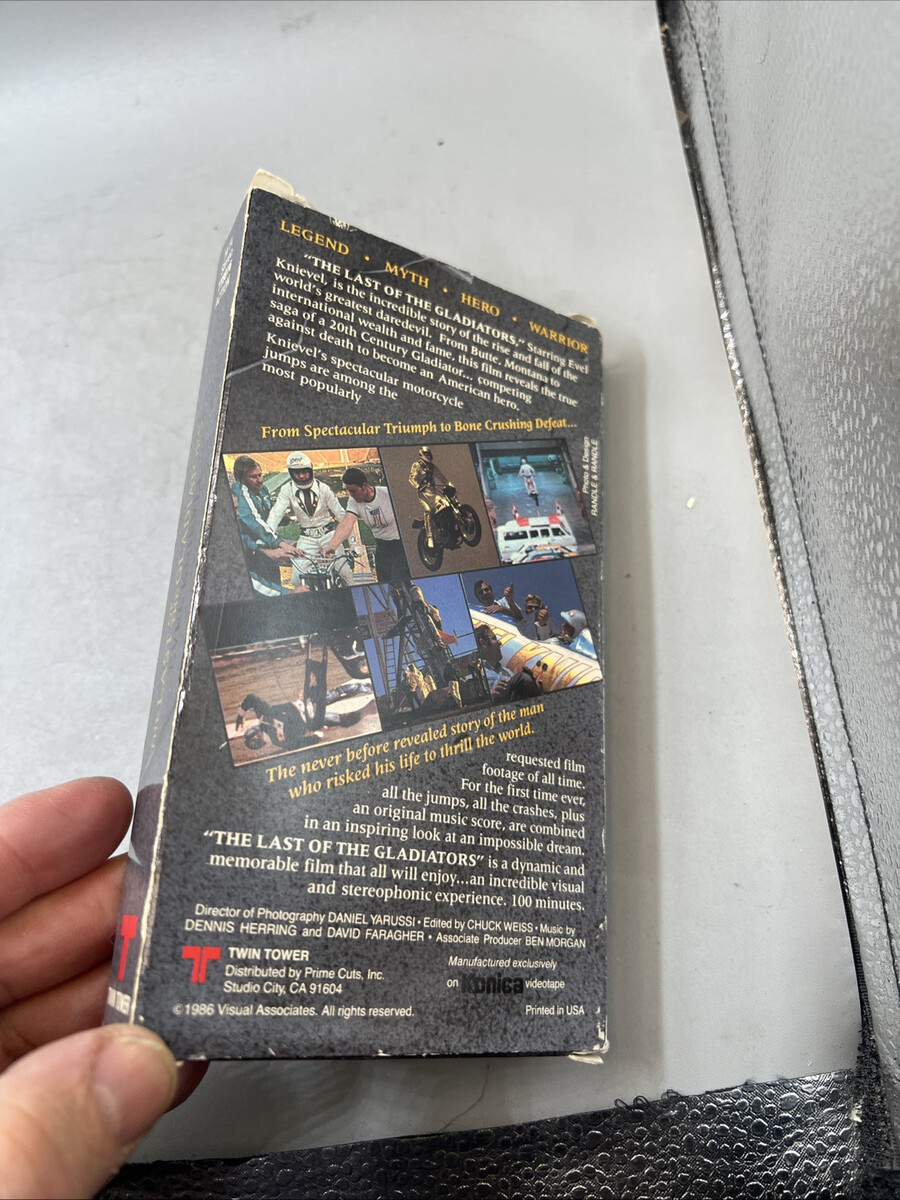 LEGEND • MYTH • HERO • WARRIOR
"THE LAST OF THE GLADIATORS," Starring Evel
Knievel, is the incredible story of the rise and fall of the
world's greatest daredevil. From Butte, Montana to
international wealth and fame, this film reveals the true
saga of a 20th Century Gladiator... competing
against death to become an American hero.
Knievel's spectacular motorcycle
jumps are among the
most popularly
From Spectacular Triumph to Bone Crushing Defeat...
Photo & Design
RANDLE & RANDLE
The never before revealed story of the man
who risked his life to thrill the world.
requested film
footage of all time.
For the first time ever,
all the jumps, all the crashes, plus
an original music score, are combined
in an inspiring look at an impossible dream.
"THE LAST OF THE GLADIATORS" is a dynamic and
memorable film that all will enjoy...an incredible visual
and stereophonic experience. 100 minutes.
Director of Photography DANIEL YARUSSI • Edited by CHUCK WEISS • Music by
DENNIS HERRING and DAVID FARAGHER • Associate Producer BEN MORGAN
TWIN TOWER
Distributed by Prime Cuts, Inc.
Studio City, CA 91604
Manufactured exclusively
on Konica videotape
©1986 Visual Associates. All rights reserved.
Printed in USA
TWIN TOWER